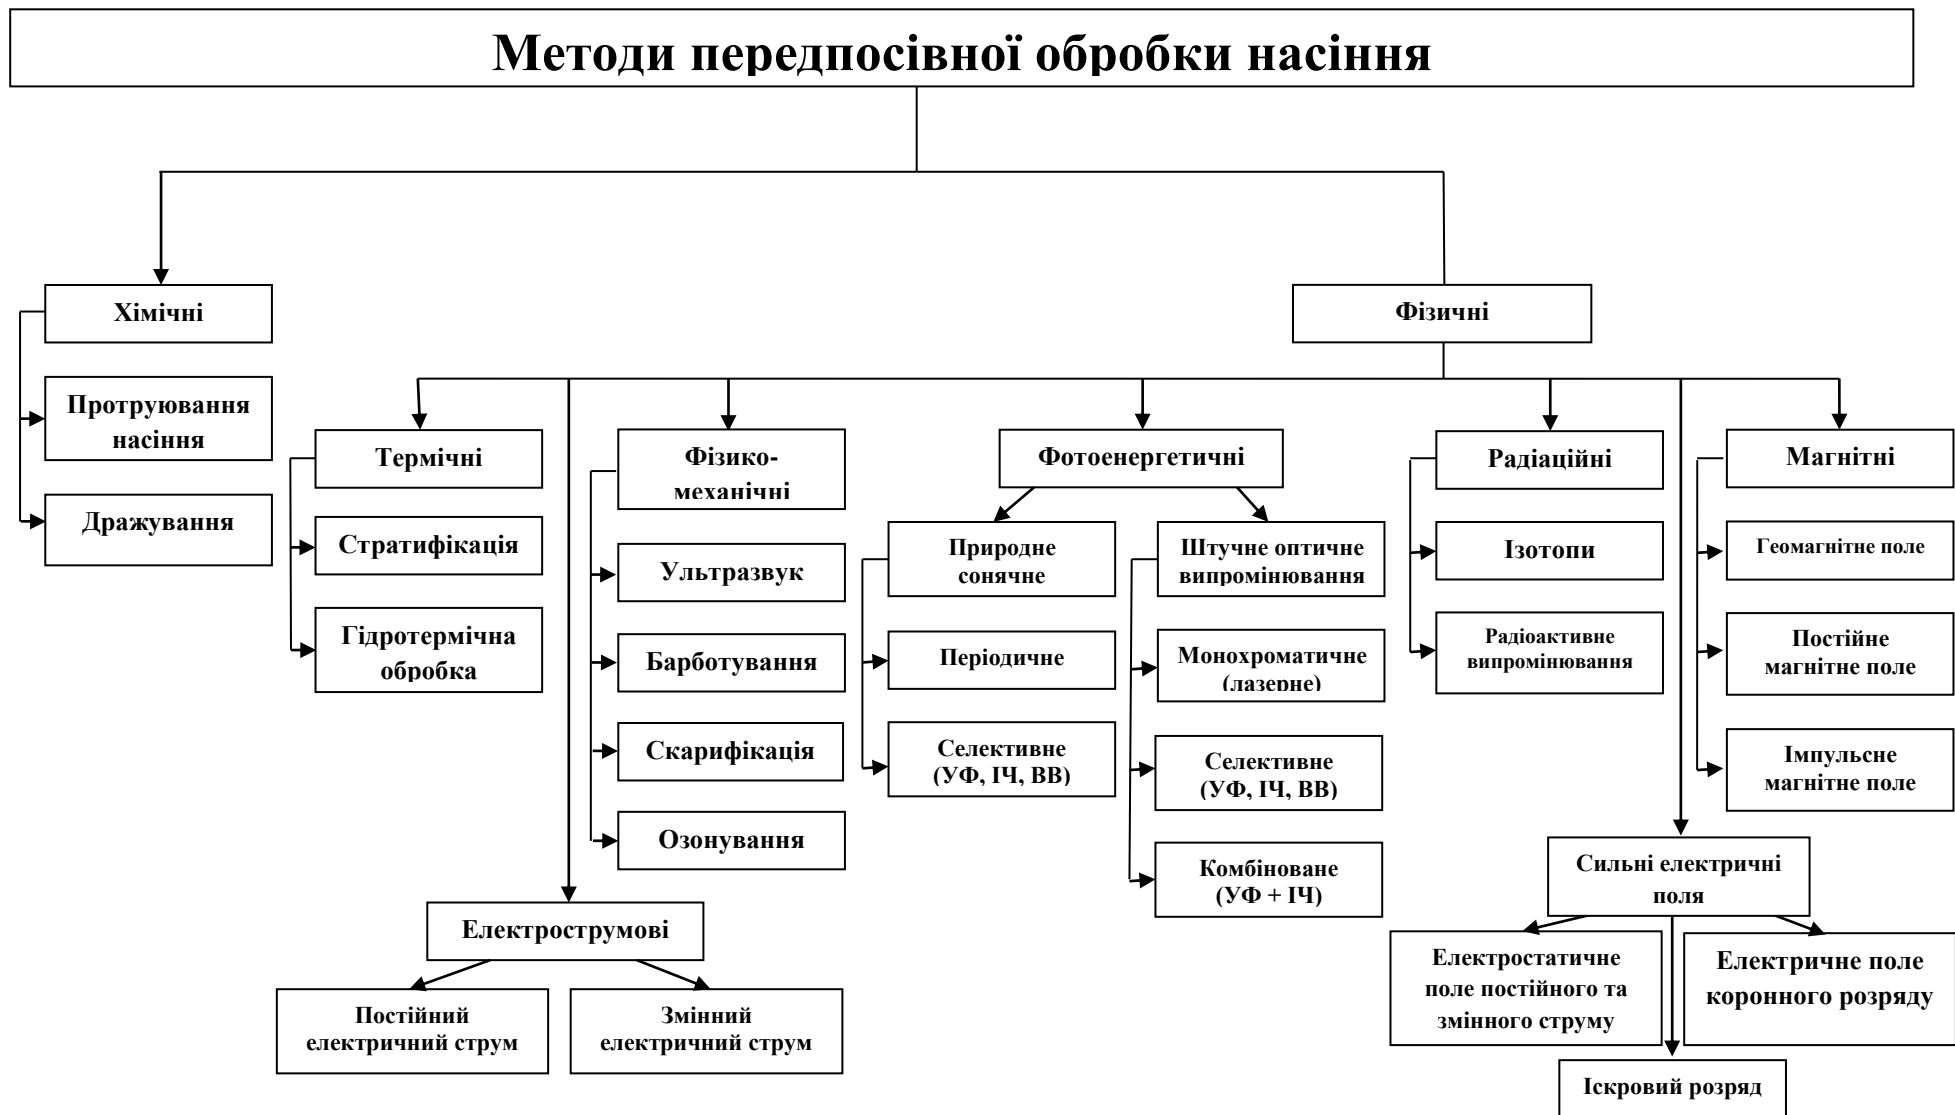 Методи передпосівної обробки насіння
Хімічні
Фізичні
Протруювання
насіння
Дражування
Термічні
Стратифікація
Гідротермічна
обробка
Фізико-
механічні
Ультразвук
Барботування
Скарифікація
Озонування
Фотоенергетичні
Природне
сонячне
Періодичне
Селективне
(УФ, ІЧ, ВВ)
Штучне оптичне
випромінювання
Монохроматичне
(лазерне)
Селективне
(УФ, ІЧ, ВВ)
Комбіноване
(УФ + ІЧ)
Радіаційні
Ізотопи
Радіоактивне
випромінювання
Магнітні
Геомагнітне поле
Постійне
магнітне поле
Імпульсне
магнітне поле
Електрострумові
Постійний
електричний струм
Змінний
електричний струм
Сильні електричні
поля
Електростатичне
поле постійного та
змінного струму
Електричне поле
коронного розряду
Іскровий розряд